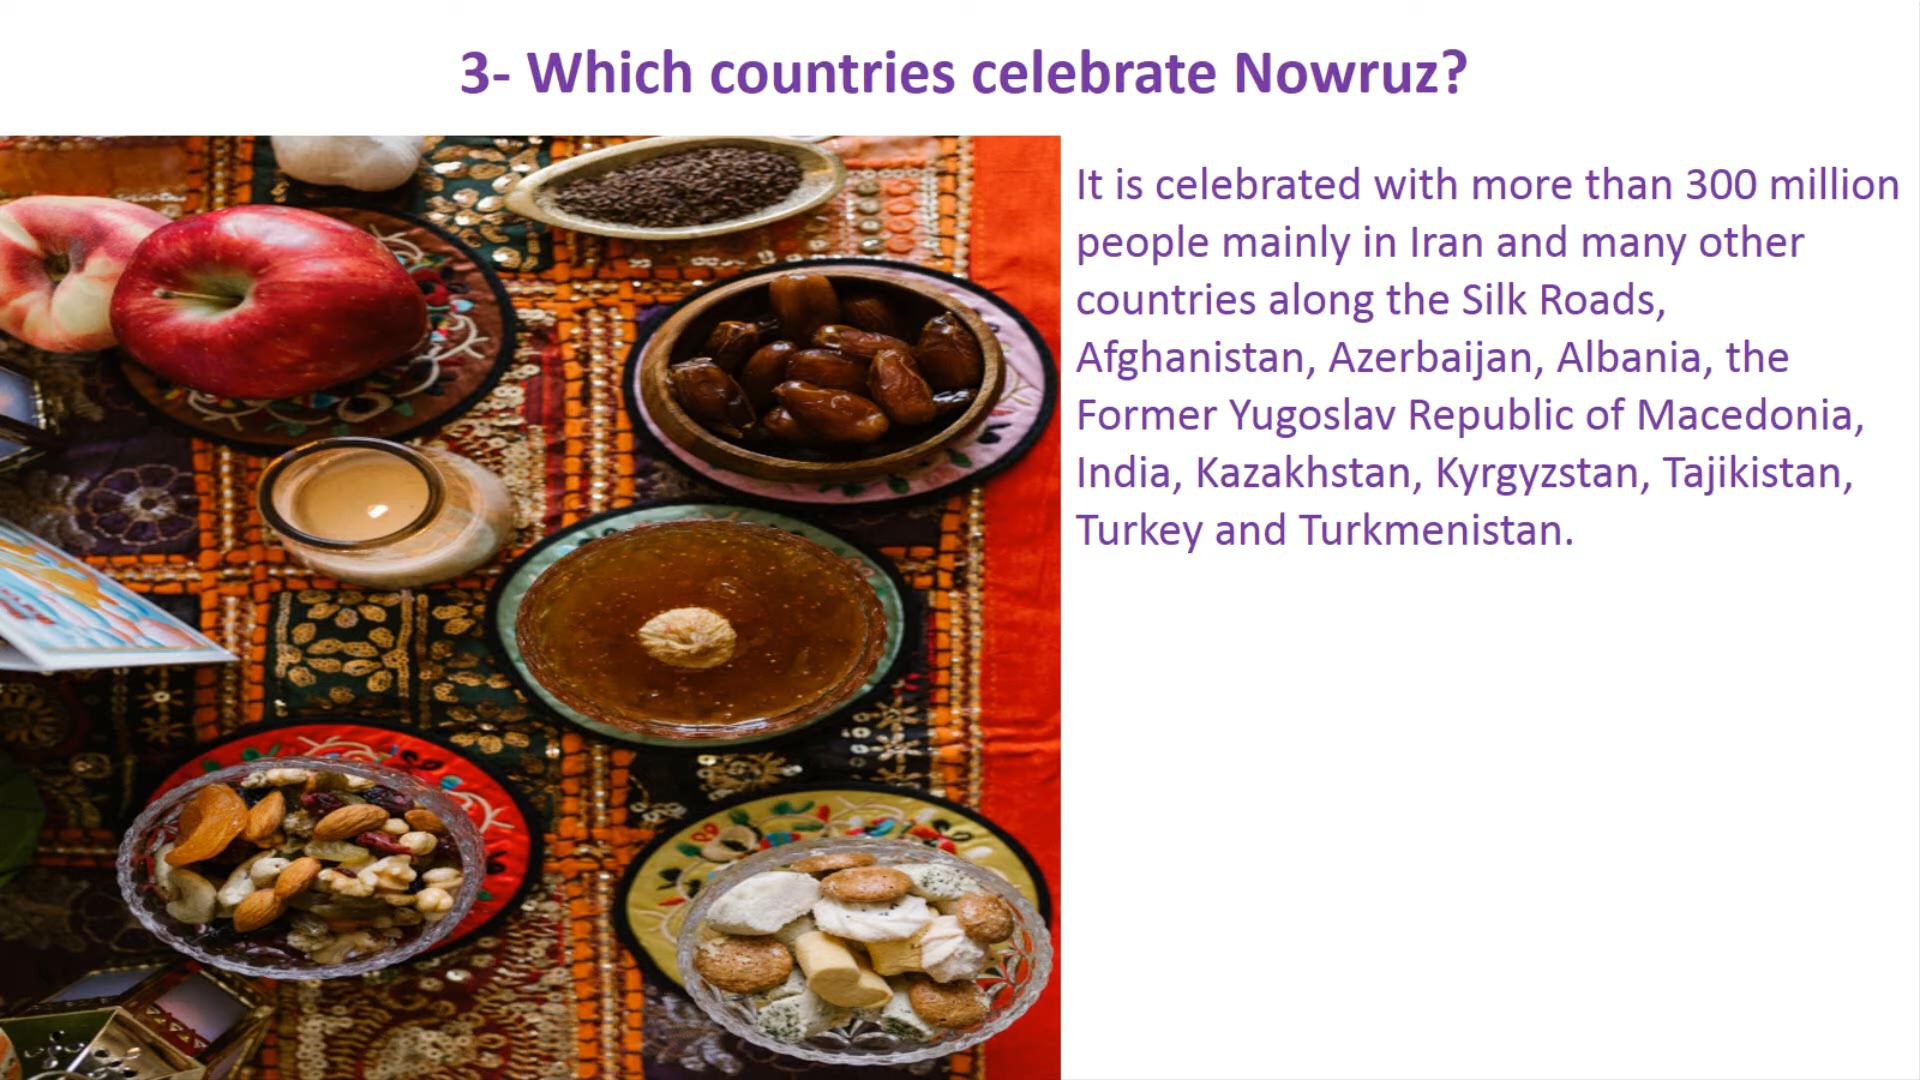 3- Which countries celebrate Nowruz?
It is celebrated with more than 300 million
people mainly in Iran and many other
countries along the Silk Roads,
Afghanistan, Azerbaijan, Albania, the
Former Yugoslav Republic of Macedonia,
India, Kazakhstan, Kyrgyzstan, Tajikistan,
Turkey and Turkmenistan.